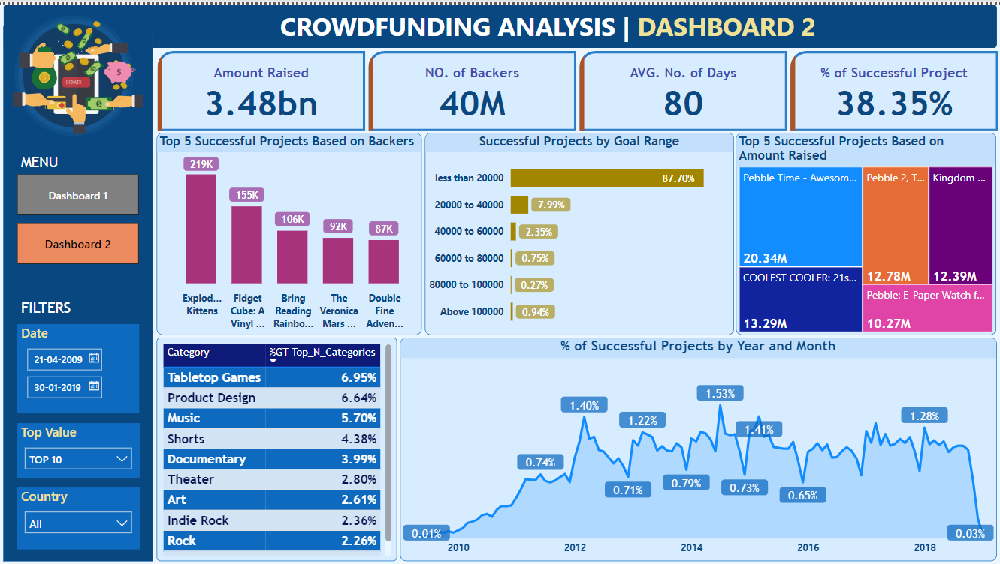 CROWDFUNDING ANALYSIS | DASHBOARD 2
DONATE
Amount Raised
3.48bn
NO. of Backers
40M
AVG. No. of Days
80
% of Successful Project
38.35%
MENU
Dashboard 1
Dashboard 2
FILTERS
Date
21-04-2009
30-01-2019
Top Value
TOP 10
Country
All
Top 5 Successful Projects Based on Backers
219K
155K
106K
92K
87K
Explod...
Kittens
Fidget
Cube: A
Vinyl ...
Bring
Reading
Rainbo...
The
Veronica
Mars ...
Double
Fine
Adven...
Successful Projects by Goal Range
less than 20000
87.70%
20000 to 40000
7.99%
40000 to 60000
2.35%
60000 to 80000
0.75%
80000 to 100000
0.27%
Above 100000
0.94%
Top 5 Successful Projects Based on
Amount Raised
Pebble Time - Awesom...
20.34M
Pebble 2, T...
12.78M
Kingdom ...
12.39M
COOLEST COOLER: 21s...
13.29M
Pebble: E-Paper Watch f...
10.27M
Category %GT Top_N_Categories
Tabletop Games 6.95%
Product Design 6.64%
Music 5.70%
Shorts 4.38%
Documentary 3.99%
Theater 2.80%
Art 2.61%
Indie Rock 2.36%
Rock 2.26%
% of Successful Projects by Year and Month
0.01%
0.74%
1.40%
0.71%
1.22%
0.79%
1.53%
0.73%
1.41%
0.65%
1.28%
0.03%
2010
2012
2014
2016
2018